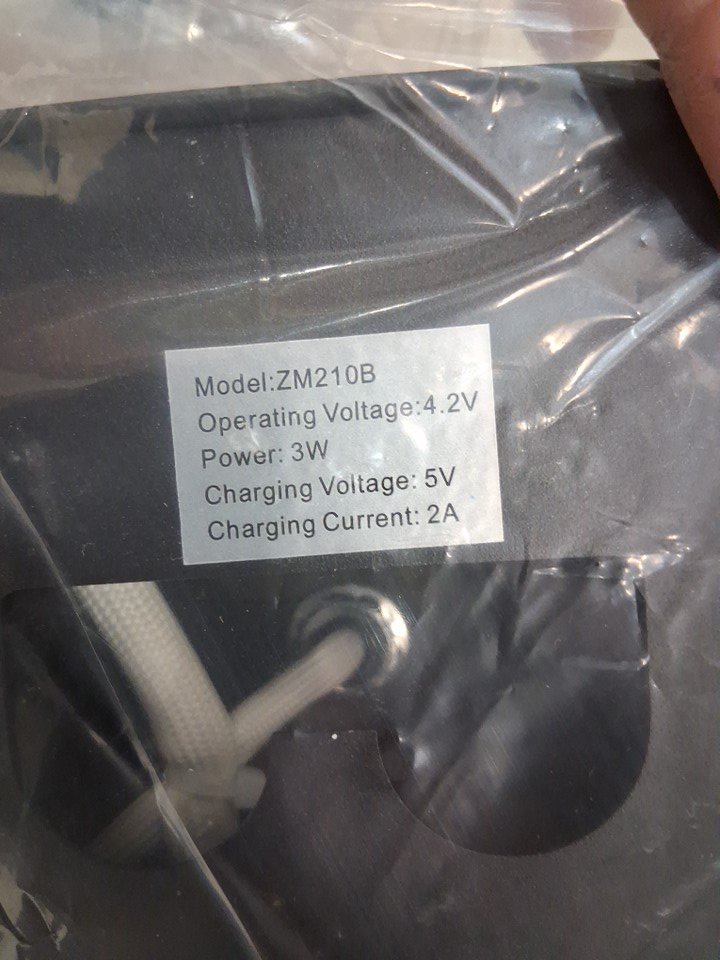 Model:ZM210B
Operating Voltage:4.2V
Power: 3W
Charging Voltage: 5V
Charging Current: 2A